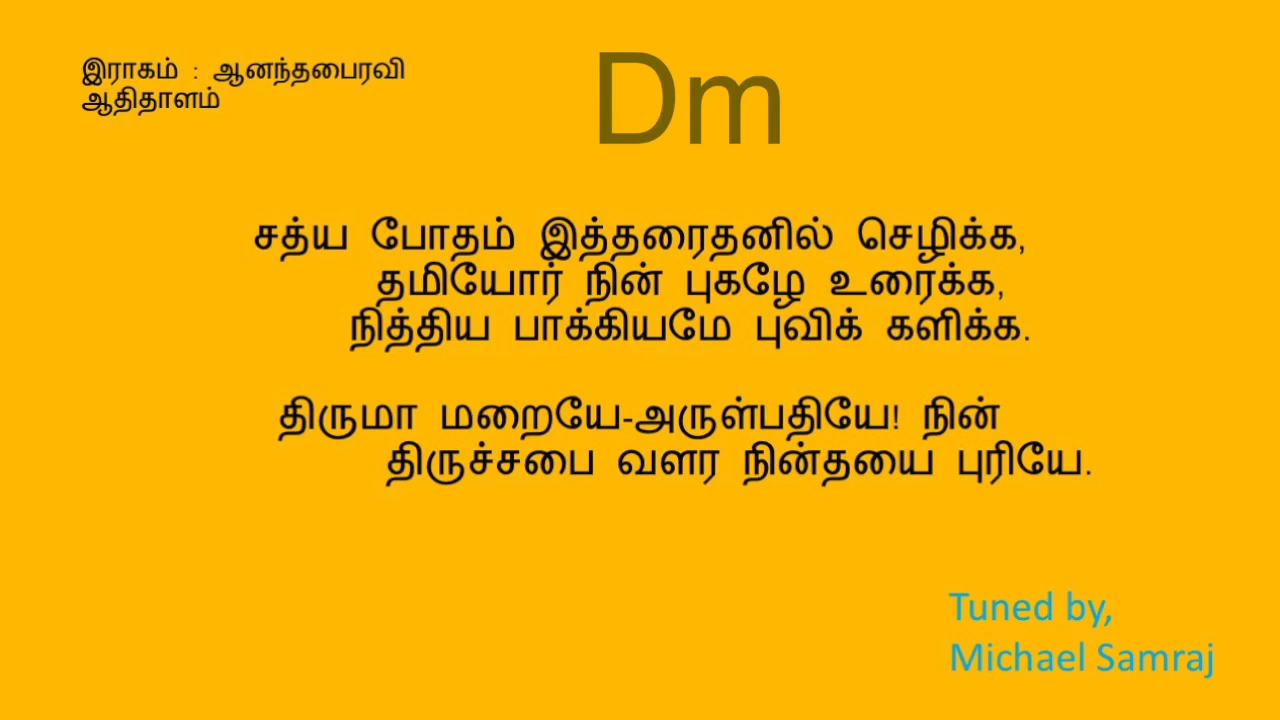 இராகம் : ஆனந்தபைரவி
ஆதிதாளம்
Dm
சத்ய போதம் இத்தரைதனில் செழிக்க,
தமியோர் நின் புகழே உரைக்க,
நித்திய பாக்கியமே புவிக் களிக்க.
திருமா மறையே-அருள்பதியே! நின்
திருச்சபை வளர நின்தயை புரியே.
Tuned by,
Michael Samraj